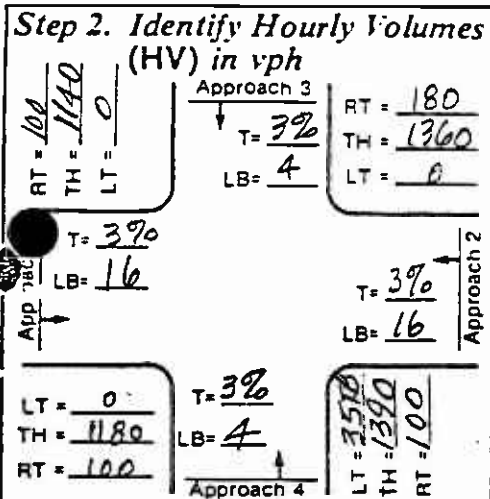 Step 2. Identify Hourly Volumes
(HV) in vph
Approach 3
RT = 100
TH = 1140
LT = 0
T= 3%
LB= 4
RT = 180
TH = 1360
LT = 0
T= 3%
LB= 16
App
T= 3%
LB= 16
Approach 2
LT = 0
TH = 1180
RT = 100
T= 3%
LB= 4
Approach 4
LT =
TH = 1390
RT = 100